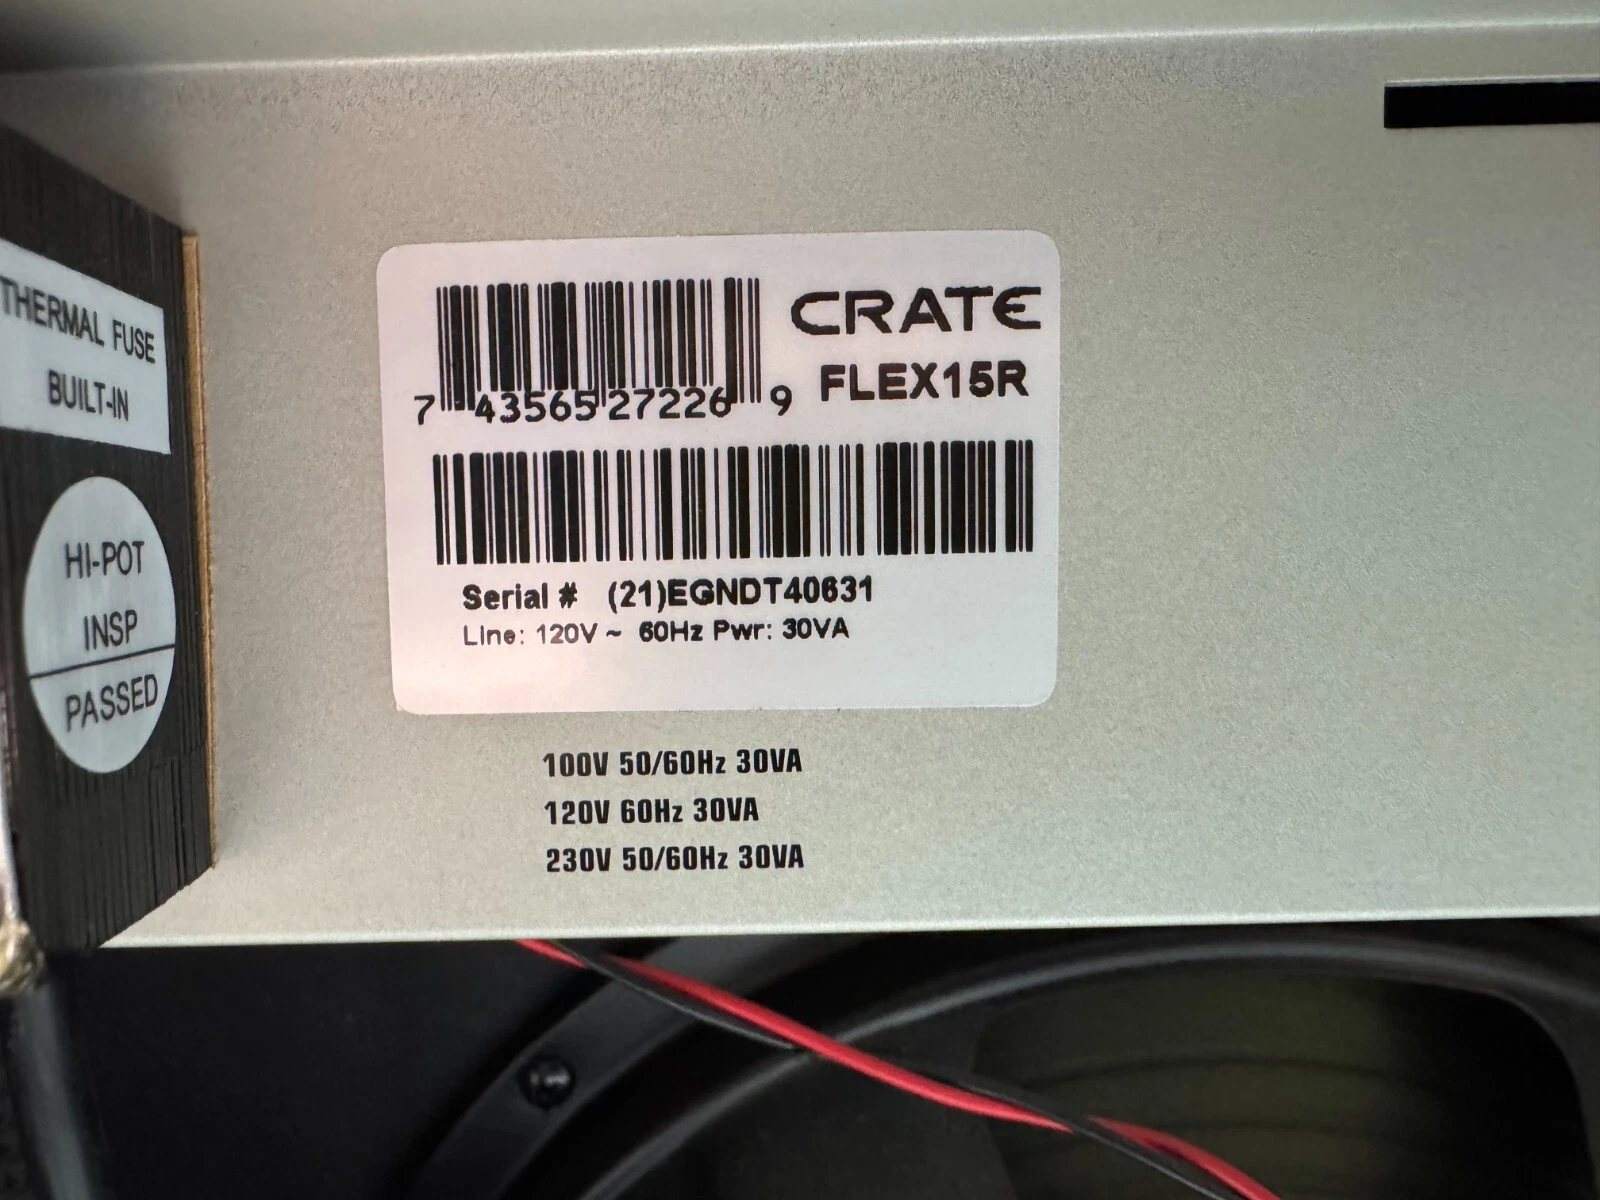 THERMAL FUSE
BUILT-IN
HI-POT
INSP
PASSED
CRATE
FLEX15R
7 43565 27226 9
Serial # (21)EGNDT40631
Line: 120V ~ 60Hz Pwr: 30VA
100V 50/60Hz 30VA
120V 60Hz 30VA
230V 50/60Hz 30VA